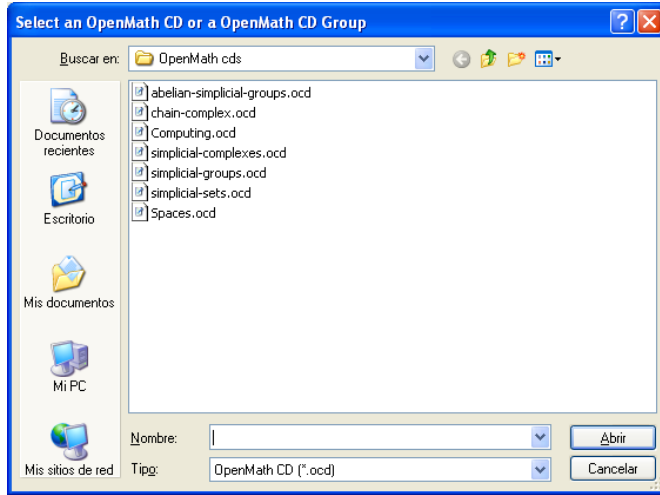 Select an OpenMath CD or a OpenMath CD Group
Buscar en: OpenMath cds
abelian-simplicial-groups.ocd
chain-complex.ocd
Computing.ocd
simplicial-complexes.ocd
simplicial-groups.ocd
simplicial-sets.ocd
Spaces.ocd
Documentos
recientes
Escritorio
Mis documentos
Mi PC
Mis sitios de red
Nombre:
Abrir
Tipo: OpenMath CD (*.ocd)
Cancelar